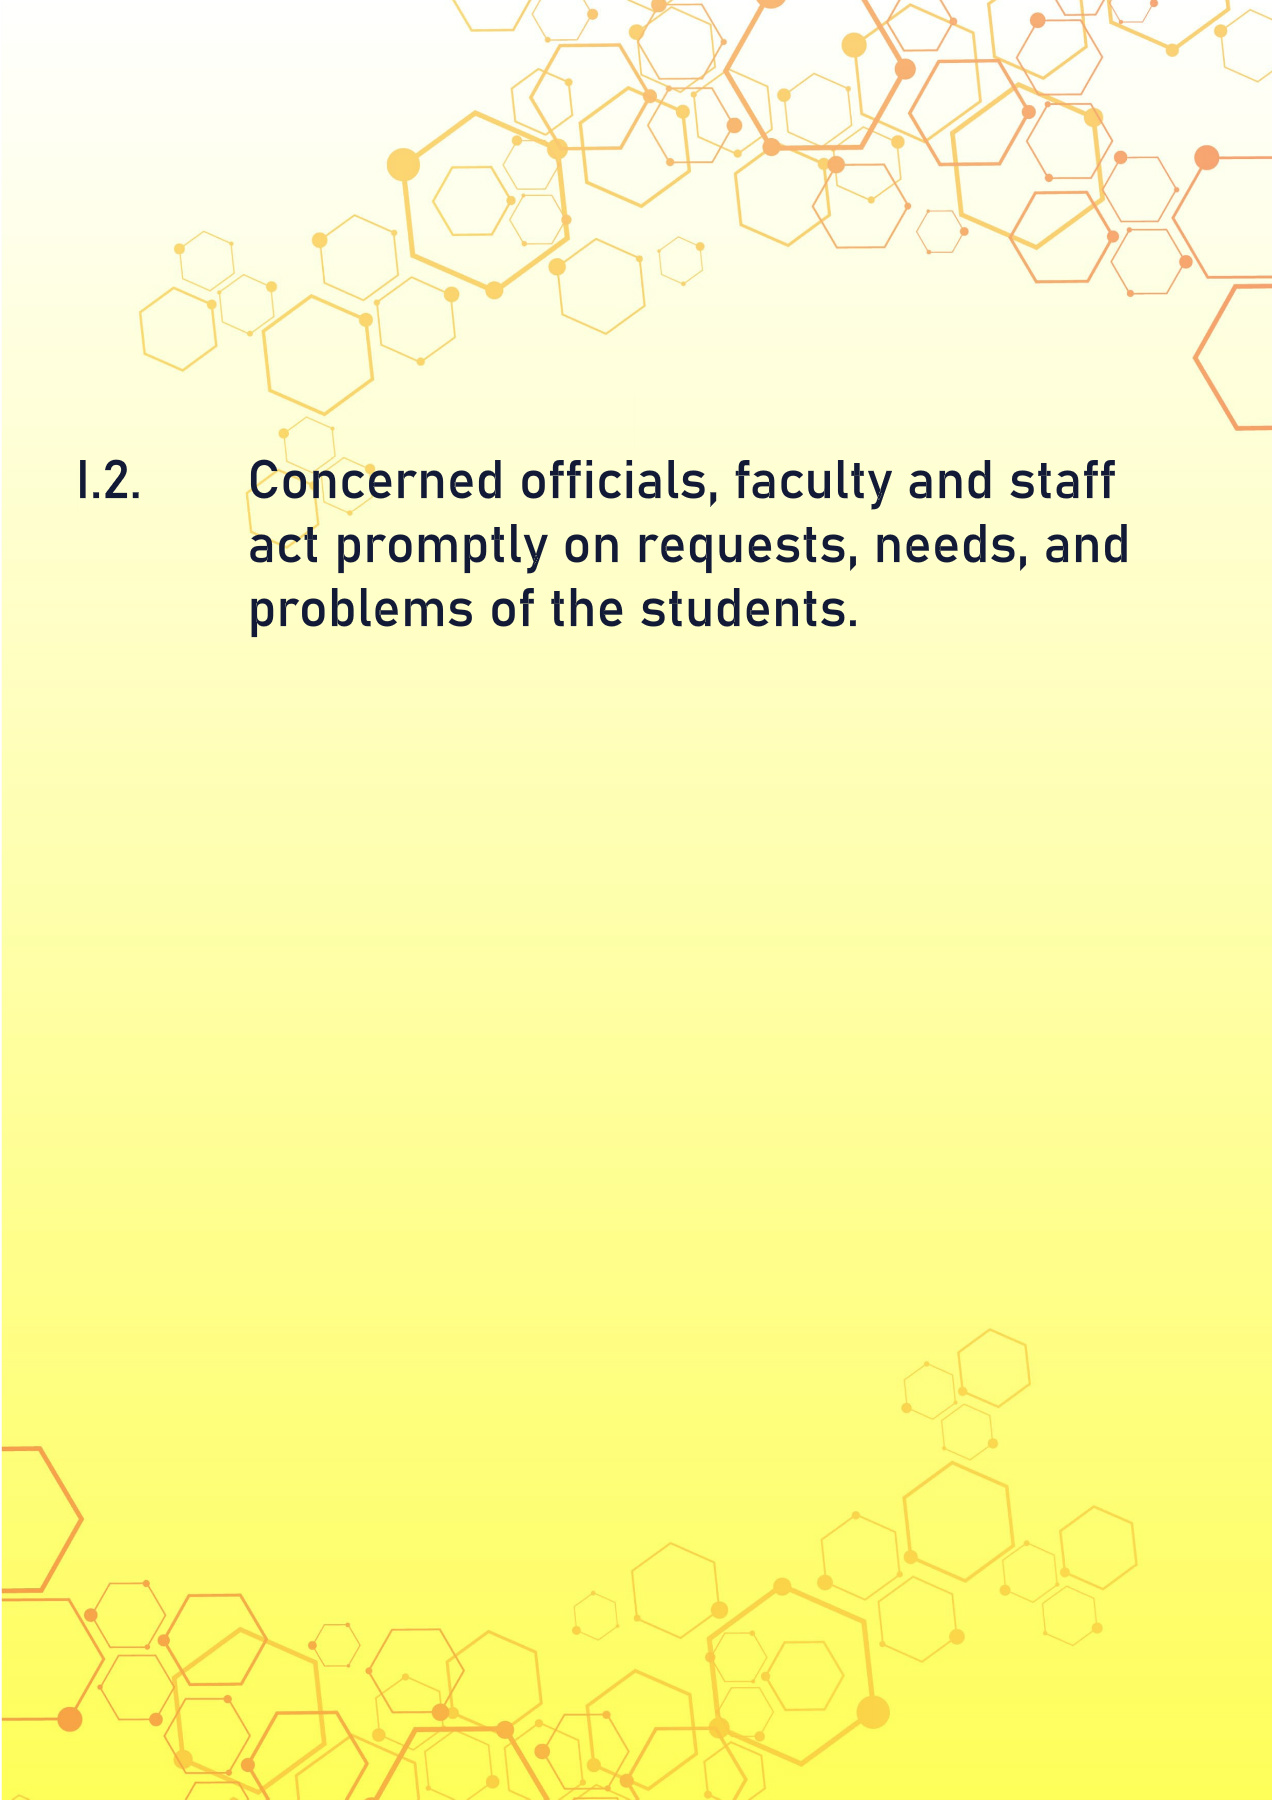 I.2. Concerned officials, faculty and staff
act promptly on requests, needs, and
problems of the students.